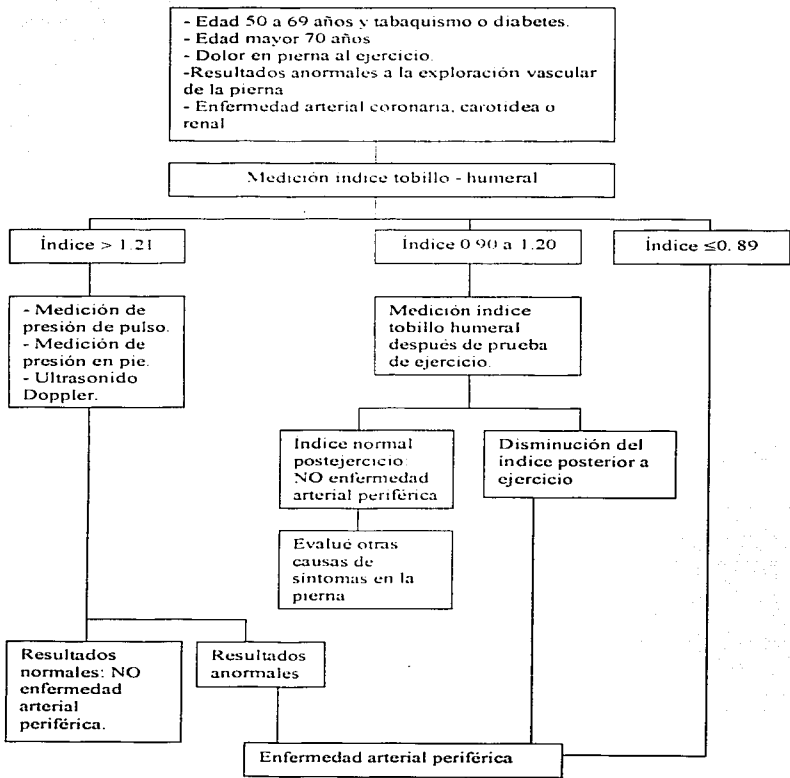 - Edad 50 a 69 años y tabaquismo o diabetes.
- Edad mayor 70 años
- Dolor en pierna al ejercicio.
-Resultados anormales a la exploración vascular
de la pierna
- Enfermedad arterial coronaria, carotidea o
renal
Medición indice tobillo - humeral
Índice > 1.21
Índice 0.90 a 1.20
Índice ≤0. 89
- Medición de
presión de pulso.
- Medición de
presión en pie.
- Ultrasonido
Doppler.
Medición indice
tobillo humeral
después de prueba
de ejercicio.
Indice normal
postejercicio:
NO enfermedad
arterial periférica
Disminución del
indice posterior a
ejercicio
Evalué otras
causas de
sintomas en la
pierna
Resultados
normales: NO
enfermedad
arterial
periférica.
Resultados
anormales
Enfermedad arterial periférica